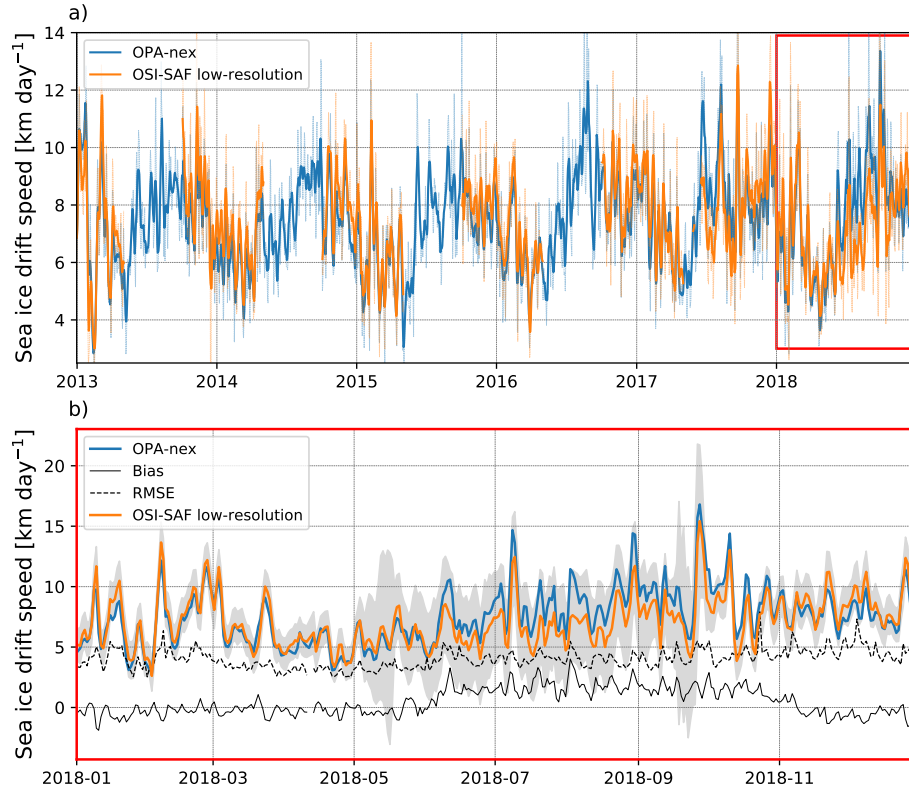 a)
Sea ice drift speed [km day⁻¹]
14
12
10
8
6
4
OPA-nex
OSI-SAF low-resolution
2013
2014
2015
2016
2017
2018
b)
Sea ice drift speed [km day⁻¹]
20
15
10
5
0
OPA-nex
Bias
RMSE
OSI-SAF low-resolution
2018-01
2018-03
2018-05
2018-07
2018-09
2018-11